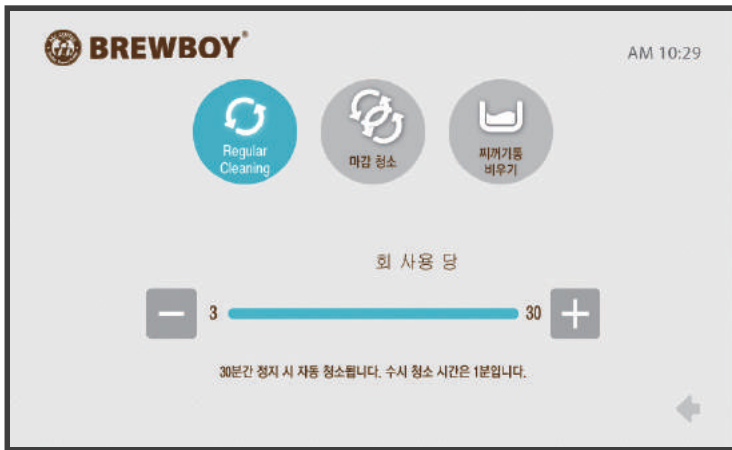 BREWBOY®
AM 10:29
Regular
Cleaning
마감 청소
찌꺼기통
비우기
회 사용 당
3
30
30분간 정지 시 자동 청소됩니다. 수시 청소 시간은 1분입니다.